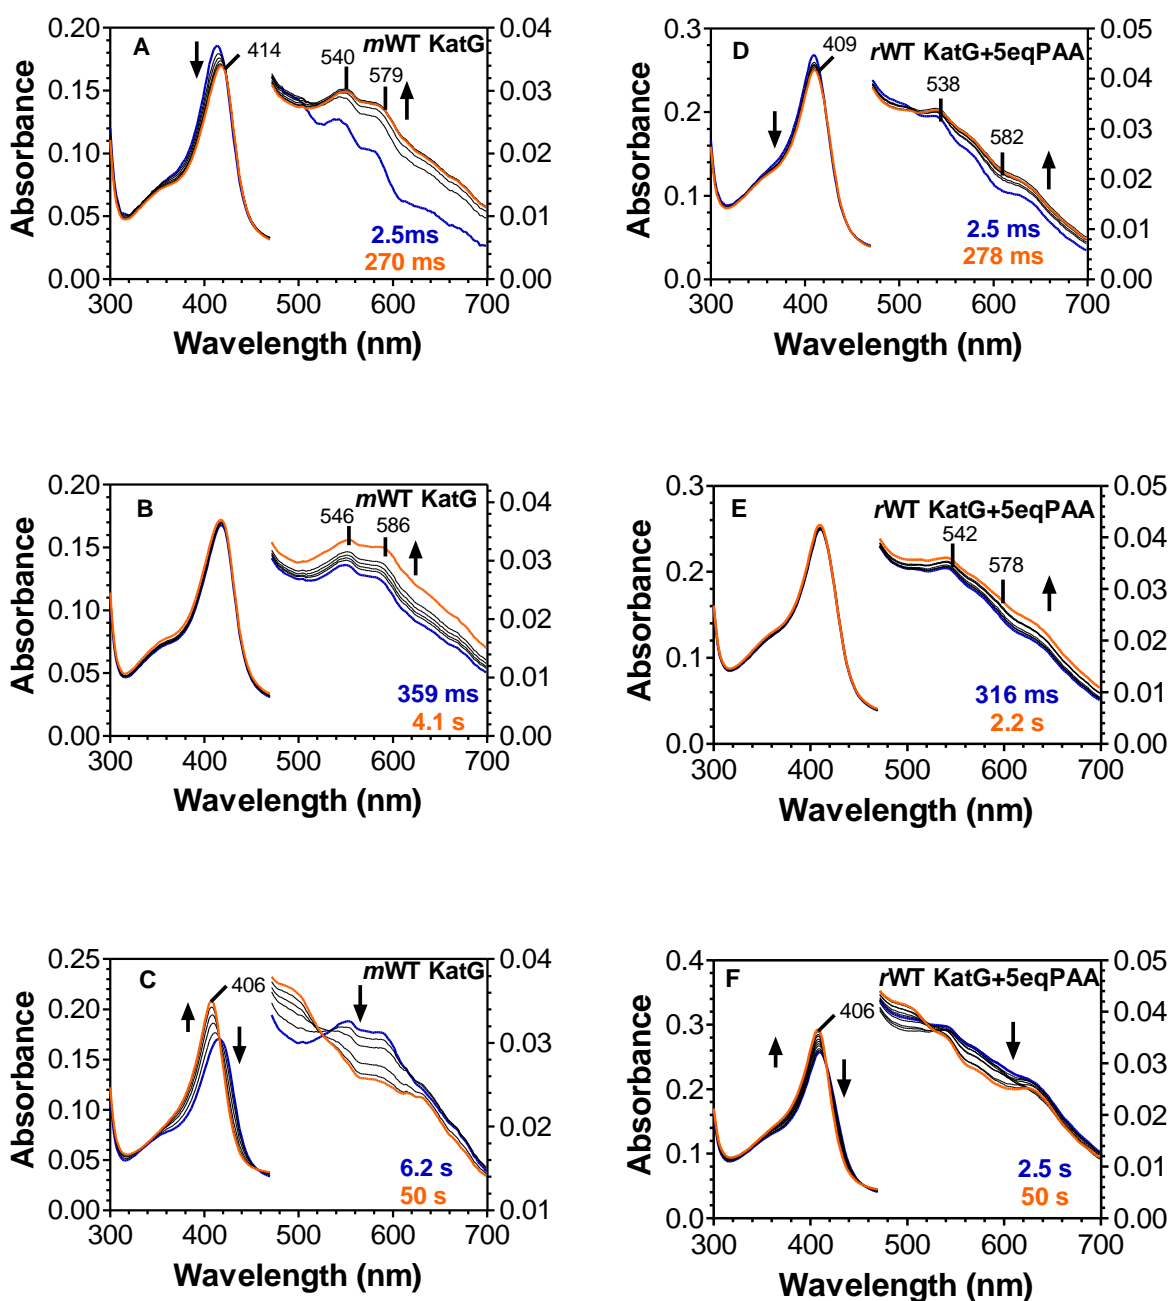 A
mWT KatG
414
540
579
2.5ms
270 ms
0.20
0.15
0.10
0.05
0.00
0.04
0.03
0.02
0.01
0.00
300 400 500 600 700
Absorbance
Wavelength (nm)
D
rWT KatG+5eqPAA
409
538
582
2.5 ms
278 ms
0.3
0.2
0.1
0.0
0.05
0.04
0.03
0.02
0.01
0.00
300 400 500 600 700
Absorbance
Wavelength (nm)
B
mWT KatG
546
586
359 ms
4.1 s
0.20
0.15
0.10
0.05
0.00
0.04
0.03
0.02
0.01
0.00
300 400 500 600 700
Absorbance
Wavelength (nm)
E
rWT KatG+5eqPAA
542
578
316 ms
2.2 s
0.3
0.2
0.1
0.0
0.05
0.04
0.03
0.02
0.01
0.00
300 400 500 600 700
Absorbance
Wavelength (nm)
C
mWT KatG
406
6.2 s
50 s
0.25
0.20
0.15
0.10
0.05
0.00
0.04
0.03
0.02
0.01
300 400 500 600 700
Absorbance
Wavelength (nm)
F
rWT KatG+5eqPAA
406
2.5 s
50 s
0.4
0.3
0.2
0.1
0.0
0.05
0.04
0.03
0.02
0.01
0.00
300 400 500 600 700
Absorbance
Wavelength (nm)